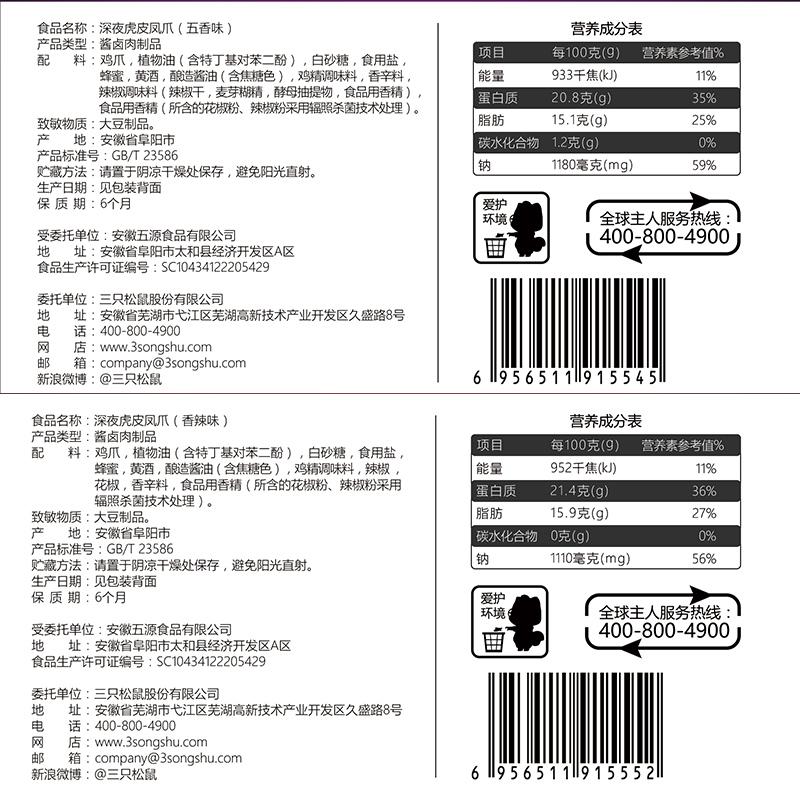 食品名称：深夜虎皮凤爪（五香味）
产品类型：酱卤肉制品
配 料：鸡爪，植物油（含特丁基对苯二酚），白砂糖，食用盐，
蜂蜜，黄酒，酿造酱油（含焦糖色），鸡精调味料，香辛料，
辣椒调味料（辣椒干，麦芽糊精，酵母抽提物，食品用香精），
食品用香精（所含的花椒粉、辣椒粉采用辐照杀菌技术处理）。
致敏物质：大豆制品。
产 地：安徽省阜阳市
产品标准号：GB/T 23586
贮藏方法：请置于阴凉干燥处保存，避免阳光直射。
生产日期：见包装背面
保 质 期：6个月
受委托单位：安徽五源食品有限公司
地 址：安徽省阜阳市太和县经济开发区A区
食品生产许可证编号：SC10434122205429
委托单位：三只松鼠股份有限公司
地 址：安徽省芜湖市弋江区芜湖高新技术产业开发区久盛路8号
电 话：400-800-4900
网 店：www.3songshu.com
邮 箱：company@3songshu.com
新浪微博：@三只松鼠
营养成分表
项目 每100克(g) 营养素参考值%
能量 933千焦(kJ) 11%
蛋白质 20.8克(g) 35%
脂肪 15.1克(g) 25%
碳水化合物 1.2克(g) 0%
钠 1180毫克(mg) 59%
爱护
环境
全球主人服务热线：
400-800-4900
6 956511 915545
食品名称：深夜虎皮凤爪（香辣味）
产品类型：酱卤肉制品
配 料：鸡爪，植物油（含特丁基对苯二酚），白砂糖，食用盐，
蜂蜜，黄酒，酿造酱油（含焦糖色），鸡精调味料，辣椒，
花椒，香辛料，食品用香精（所含的花椒粉、辣椒粉采用
辐照杀菌技术处理）。
致敏物质：大豆制品。
产 地：安徽省阜阳市
产品标准号：GB/T 23586
贮藏方法：请置于阴凉干燥处保存，避免阳光直射。
生产日期：见包装背面
保 质 期：6个月
受委托单位：安徽五源食品有限公司
地 址：安徽省阜阳市太和县经济开发区A区
食品生产许可证编号：SC10434122205429
委托单位：三只松鼠股份有限公司
地 址：安徽省芜湖市弋江区芜湖高新技术产业开发区久盛路8号
电 话：400-800-4900
网 店：www.3songshu.com
邮 箱：company@3songshu.com
新浪微博：@三只松鼠
营养成分表
项目 每100克(g) 营养素参考值%
能量 952千焦(kJ) 11%
蛋白质 21.4克(g) 36%
脂肪 15.9克(g) 27%
碳水化合物 0克(g) 0%
钠 1110毫克(mg) 56%
爱护
环境
全球主人服务热线：
400-800-4900
6 956511 915552